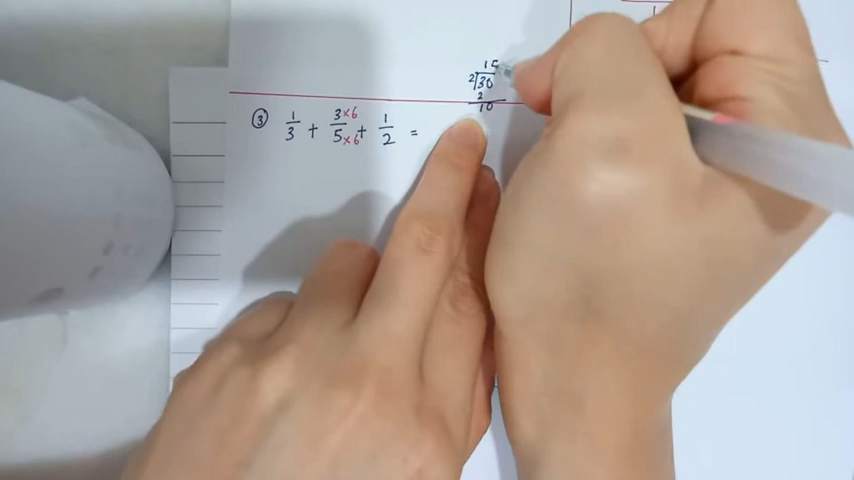 15
2 30
2
10
③ 1/3 + 3×6/5×6 + 1/2 =